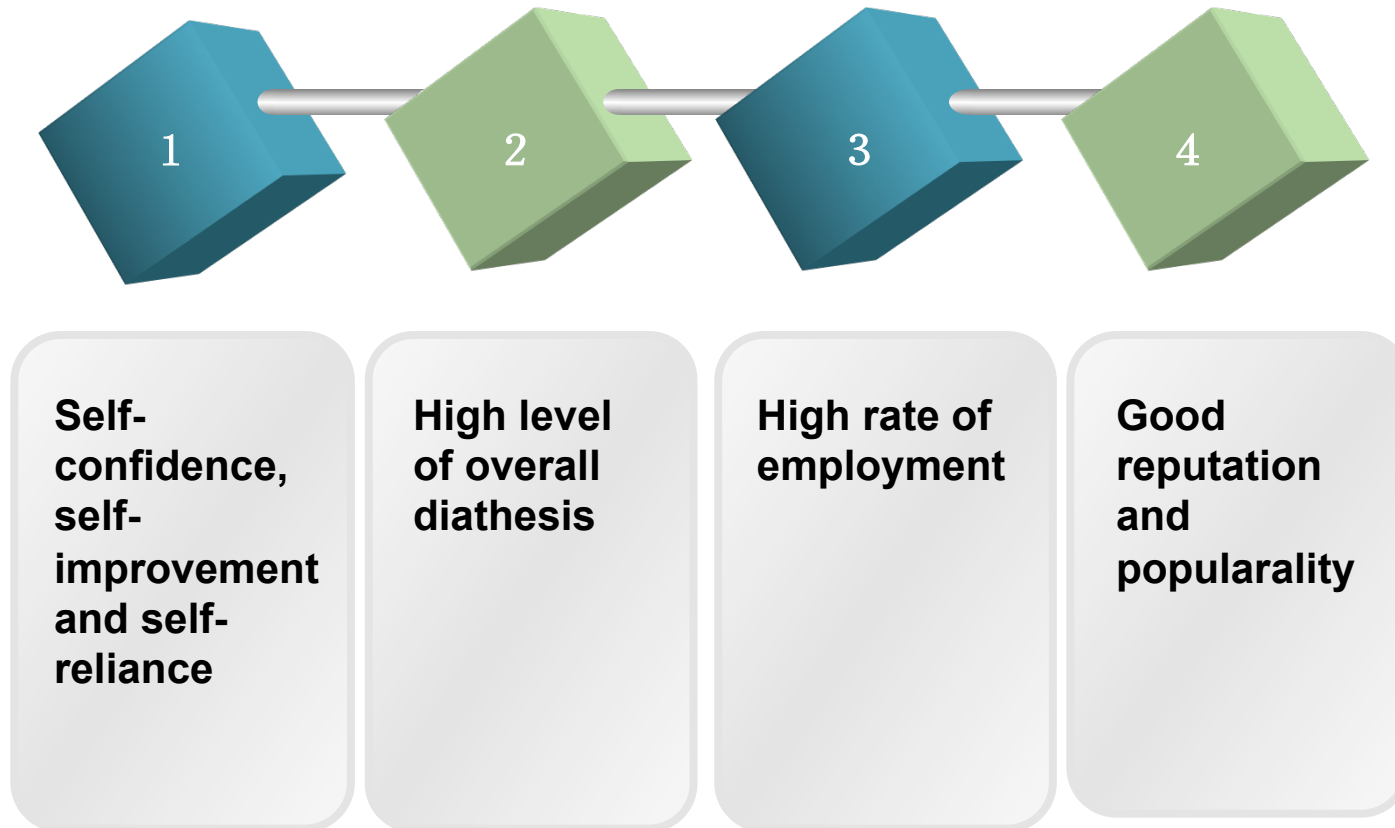 1
2
3
4
Self-
confidence,
self-
improvement
and self-
reliance
High level
of overall
diathesis
High rate of
employment
Good
reputation
and
popularality